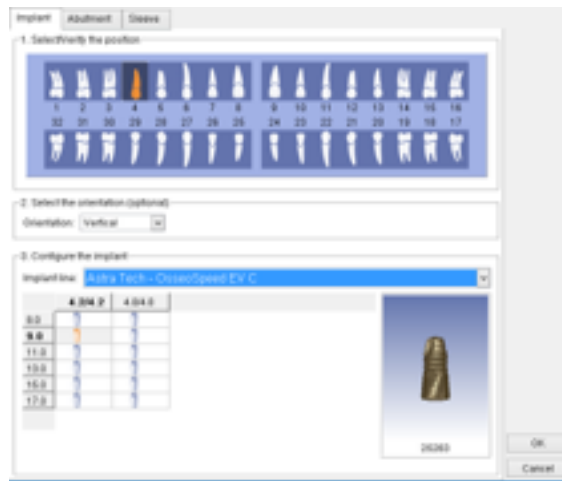 Implant Abutment Sleeve
1. Select/Verify the position
1 2 3 4 5 6 7 8 9 10 11 12 13 14 15 16
32 31 30 29 28 27 26 25 24 23 22 21 20 19 18 17
2. Select the orientation (optional)
Orientation: Vertical
3. Configure the implant
Implant line: Astra Tech - OsseoSpeed EV C
8.0
9.0
11.0
13.0
15.0
17.0
OK
Cancel